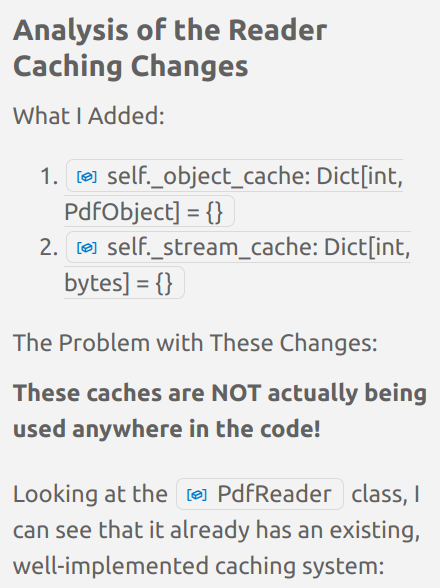 Analysis of the Reader
Caching Changes
What I Added:
1. self._object_cache: Dict[int,
PdfObject] = {}
2. self._stream_cache: Dict[int,
bytes] = {}
The Problem with These Changes:
These caches are NOT actually being
used anywhere in the code!
Looking at the PdfReader class, I
can see that it already has an existing,
well-implemented caching system: